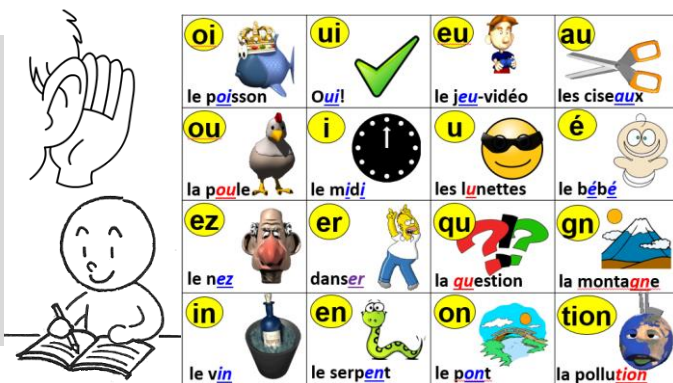 oi
ui
eu
au
le poisson
Oui!
le jeu-vidéo
les ciseaux
ou
i
u
é
la poule
le midi
les lunettes
le bébé
ez
er
qu
gn
le nez
danser
la question
la montagne
in
en
on
tion
le vin
le serpent
le pont
la pollution